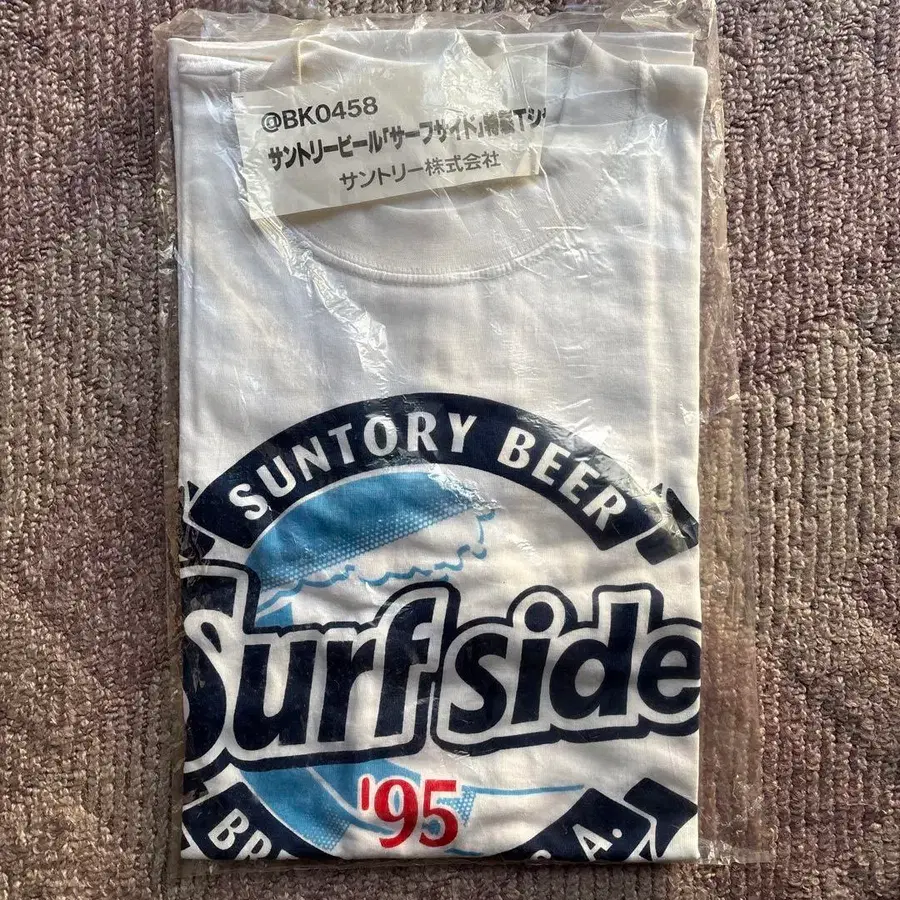 @BK0458
サントリービール「サーフサイド」特製Tシ
サントリー株式会社
SUNTORY BEER
Surfside
'95
BR
.A.